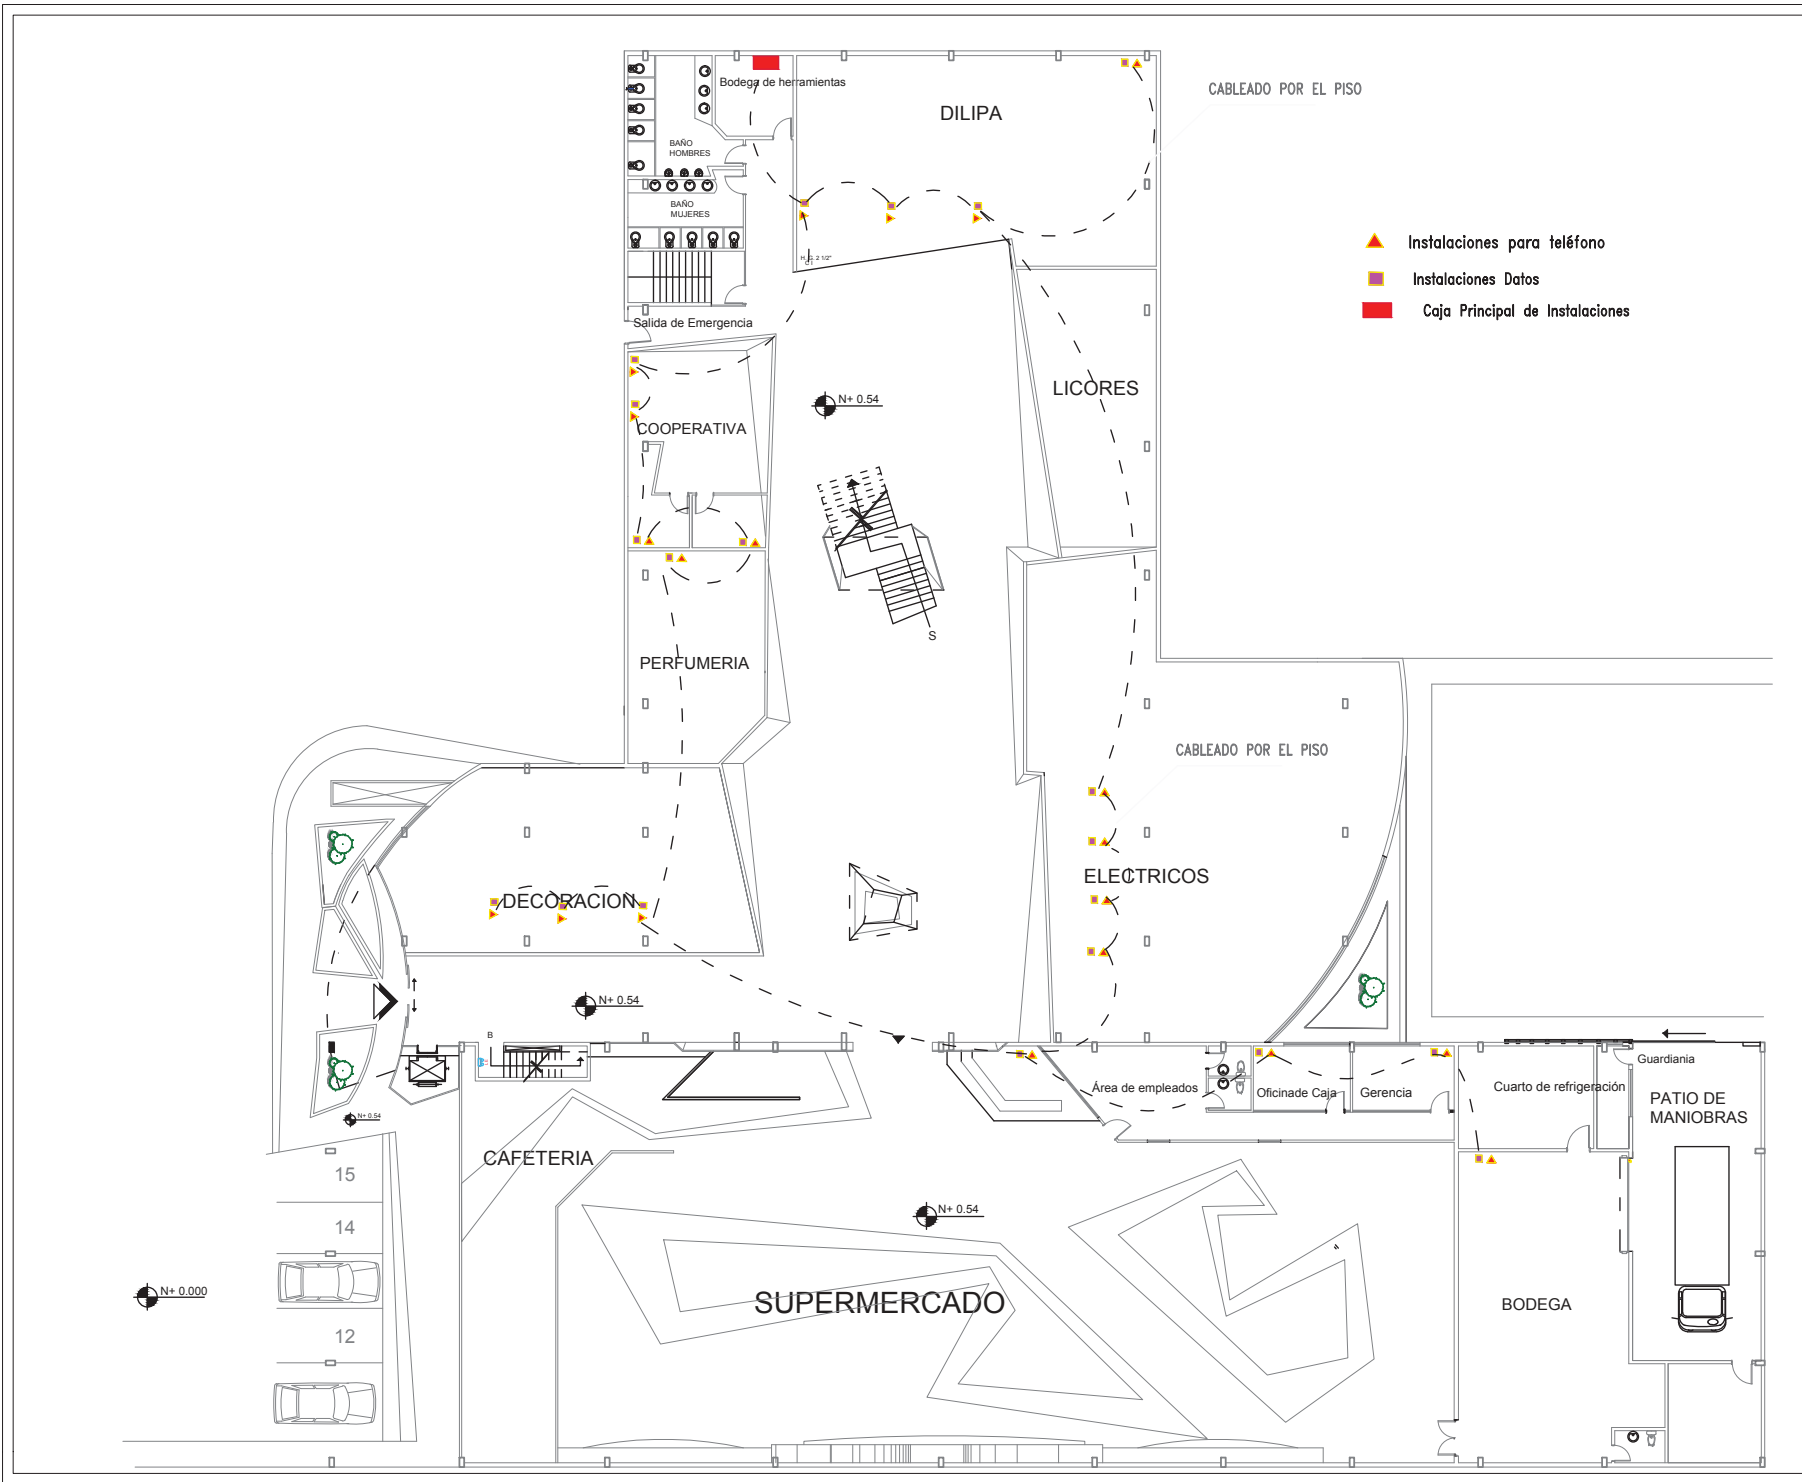 Bodega de herramientas
DILIPA
CABLEADO POR EL PISO
BAÑO
HOMBRES
BAÑO
MUJERES
Instalaciones para teléfono
Instalaciones Datos
Caja Principal de Instalaciones
H. G. 2 1/2"
Salida de Emergencia
LICORES
N+ 0.54
COOPERATIVA
S
PERFUMERIA
CABLEADO POR EL PISO
ELECTRICOS
DECORACION
N+ 0.54
B
Guardiania
Área de empleados
Oficinade Caja
Gerencia
Cuarto de refrigeración
PATIO DE
MANIOBRAS
N+ 0.54
CAFETERIA
15
14
N+ 0.54
N+ 0.000
SUPERMERCADO
BODEGA
12